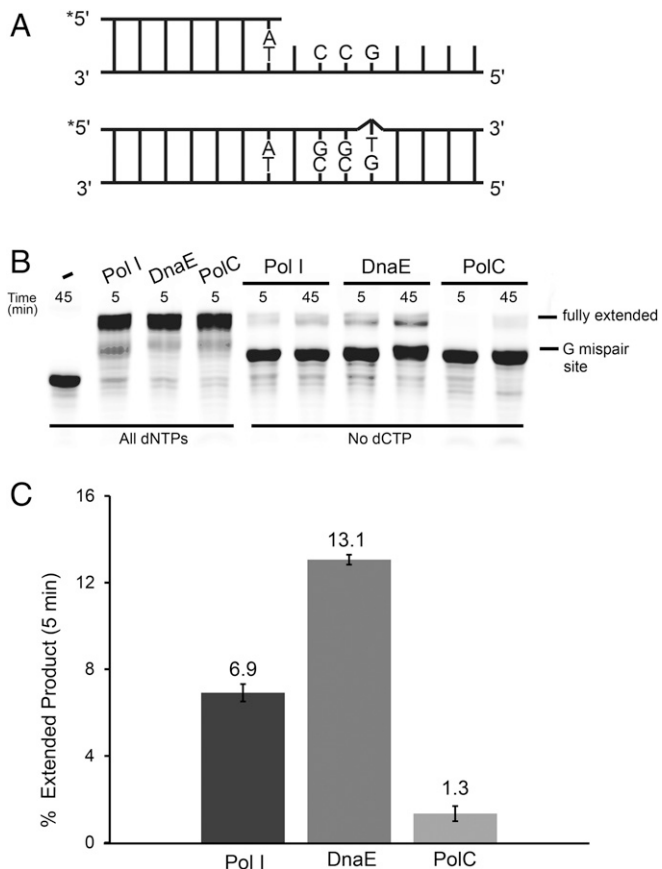 A
*5'
A
T
C C G
3'
5'
*5'
3'
A G G T
T C C G
3'
5'
B
- Pol I DnaE PolC Pol I DnaE PolC
Time (min) 45 5 5 5 5 45 5 45 5 45
fully extended
G mispair site
All dNTPs No dCTP
C
% Extended Product (5 min)
16
12
8
4
0
6.9
13.1
1.3
Pol I DnaE PolC